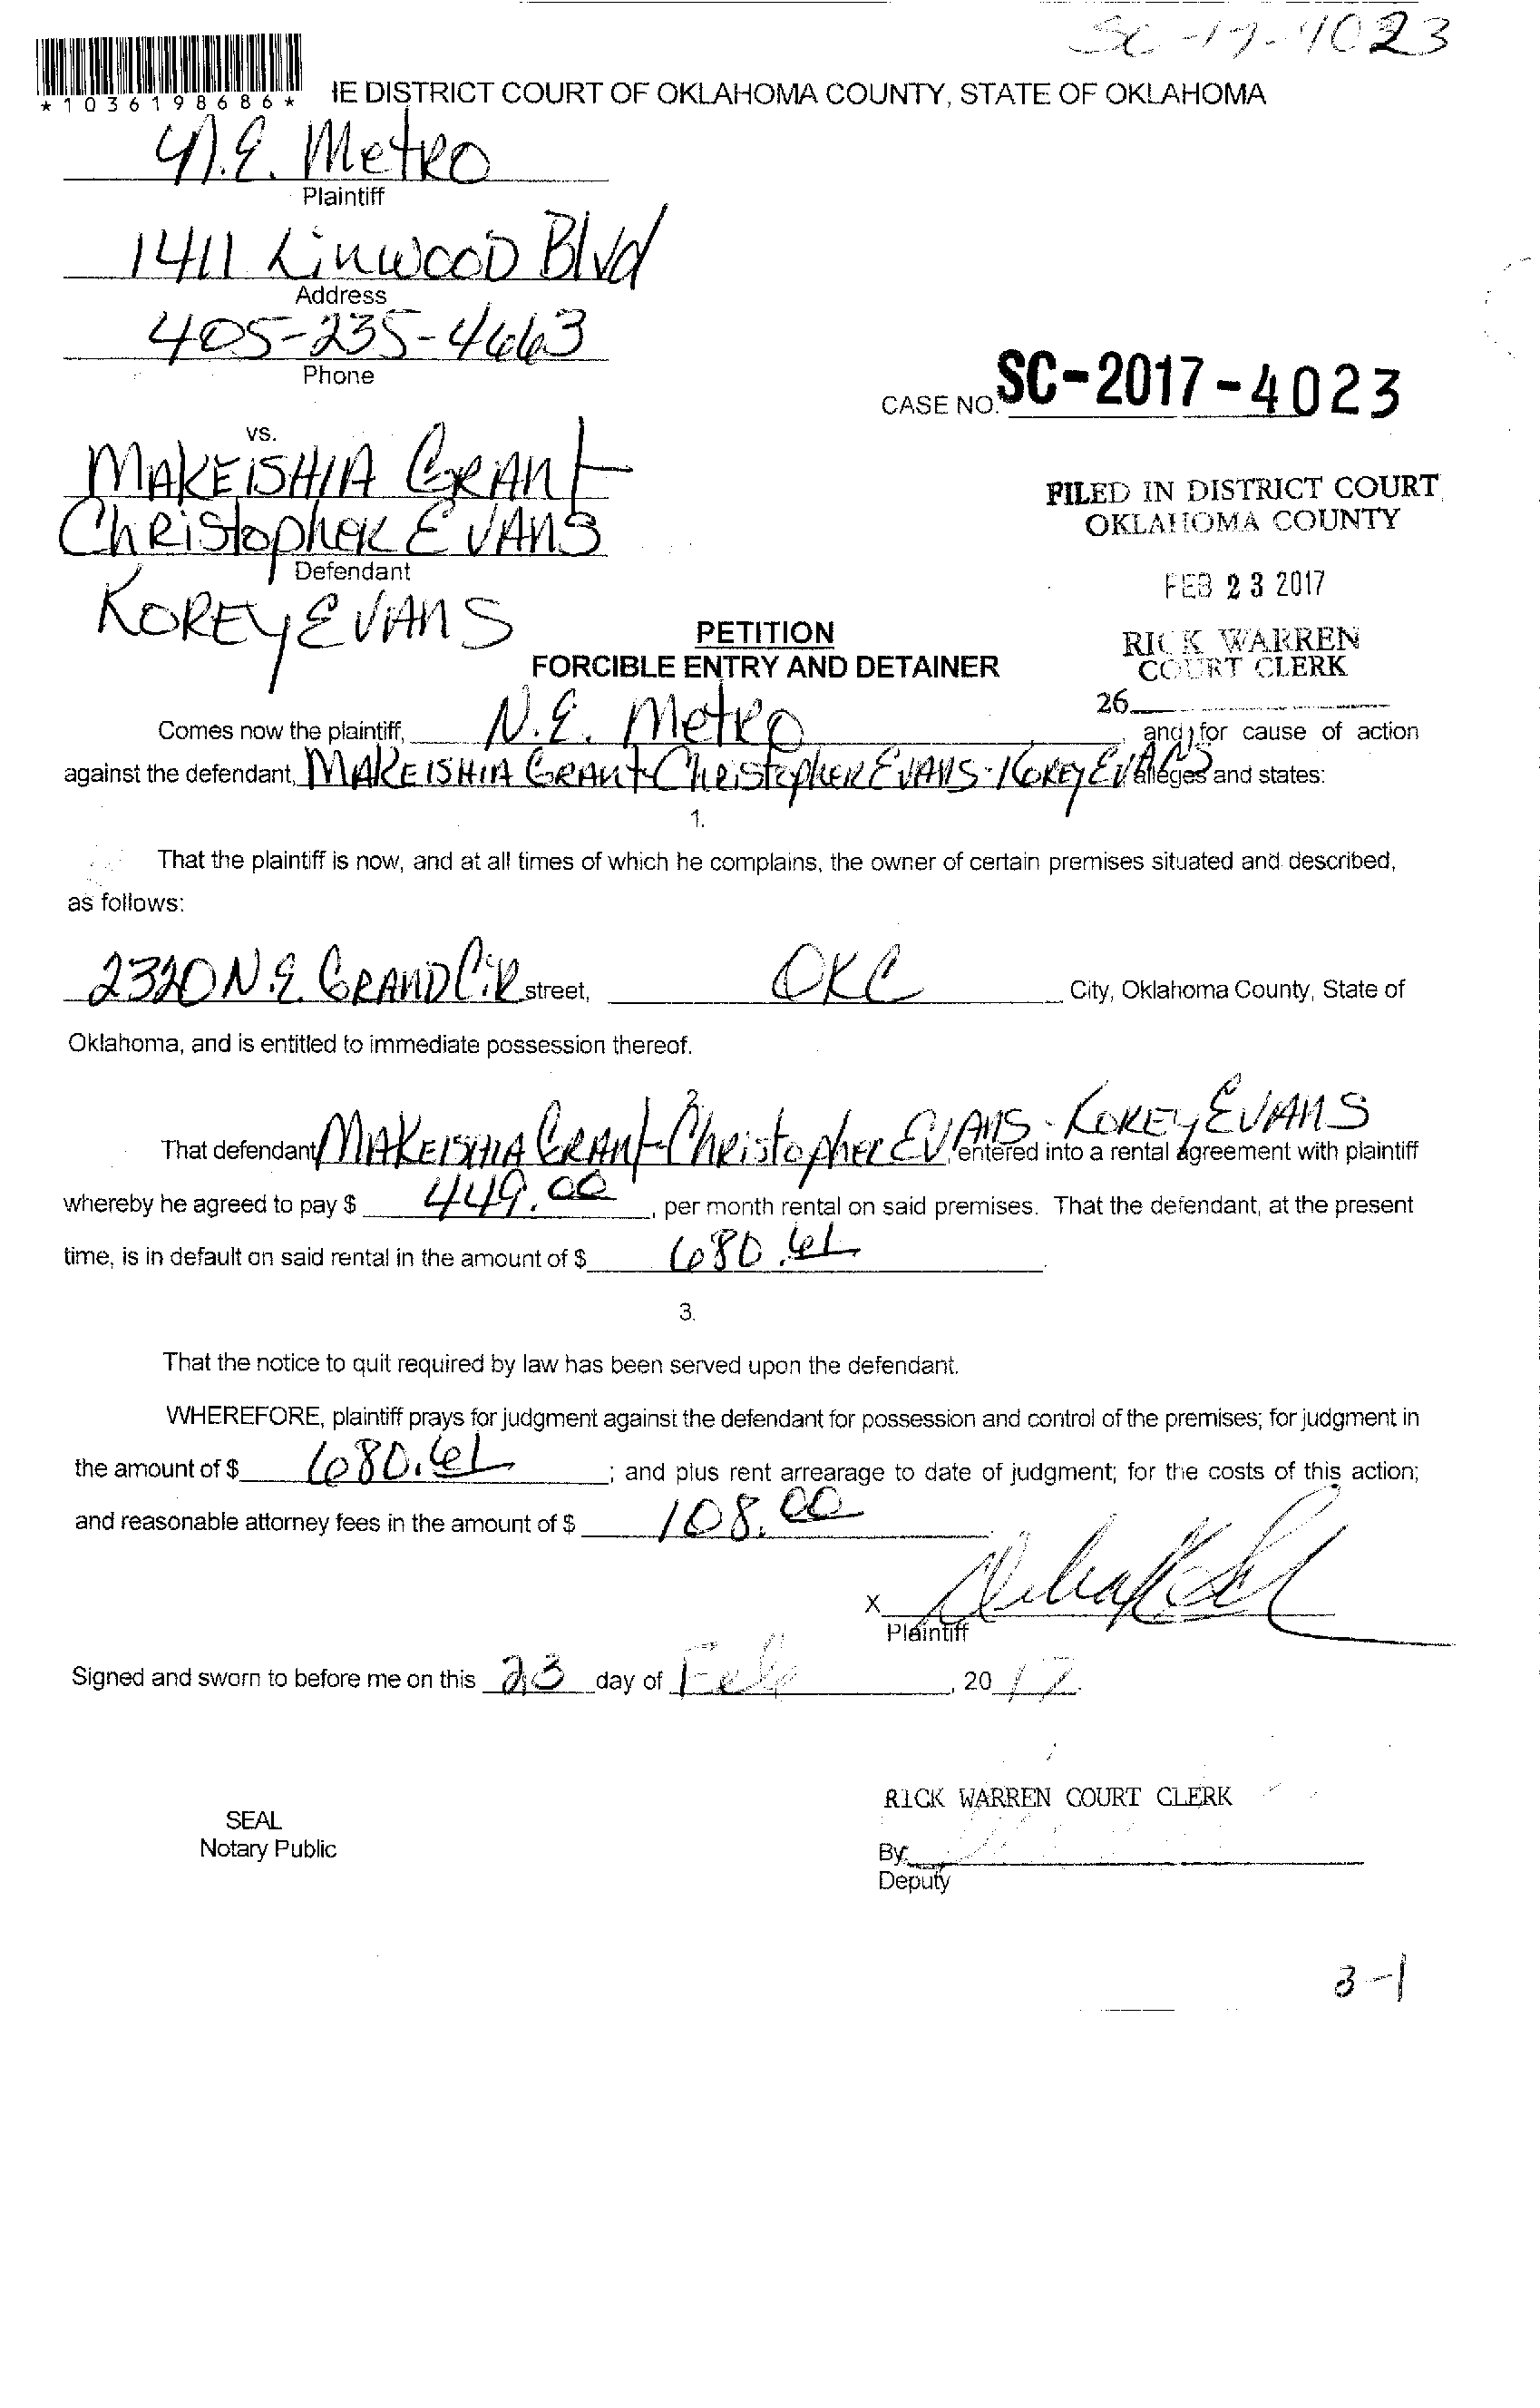 SC-17-4023
*1036198686*
IE DISTRICT COURT OF OKLAHOMA COUNTY, STATE OF OKLAHOMA
N.E. Metro
Plaintiff
1411 Linwood Blvd
Address
405-235-4663
Phone
CASE NO. SC-2017-4023
vs.
MAKEISHIA GRANT
Christopher EVANS
Defendant
KOREY EVANS
FILED IN DISTRICT COURT
OKLAHOMA COUNTY
FEB 23 2017
RICK WARREN
COURT CLERK
26
PETITION
FORCIBLE ENTRY AND DETAINER
Comes now the plaintiff, N.E. Metro, and for cause of action
against the defendant, MAKEISHIA GRANT-Christopher EVANS-KOREY EVANS alleges and states:
1.
That the plaintiff is now, and at all times of which he complains, the owner of certain premises situated and described,
as follows:
2320 N.E. GRAND CIR street, OKC City, Oklahoma County, State of
Oklahoma, and is entitled to immediate possession thereof.
That defendant MAKEISHIA GRANT-Christopher EVANS-KOREY EVANS, entered into a rental agreement with plaintiff
whereby he agreed to pay $ 449.00, per month rental on said premises. That the defendant, at the present
time, is in default on said rental in the amount of $ 680.
3.
That the notice to quit required by law has been served upon the defendant.
WHEREFORE, plaintiff prays for judgment against the defendant for possession and control of the premises; for judgment in
the amount of $ 680. ; and plus rent arrearage to date of judgment; for the costs of this action;
and reasonable attorney fees in the amount of $ 108.00
X
Plaintiff
Signed and sworn to before me on this 23 day of Feb, 2017.
RICK WARREN COURT CLERK
SEAL
Notary Public
By:
Deputy
3-1